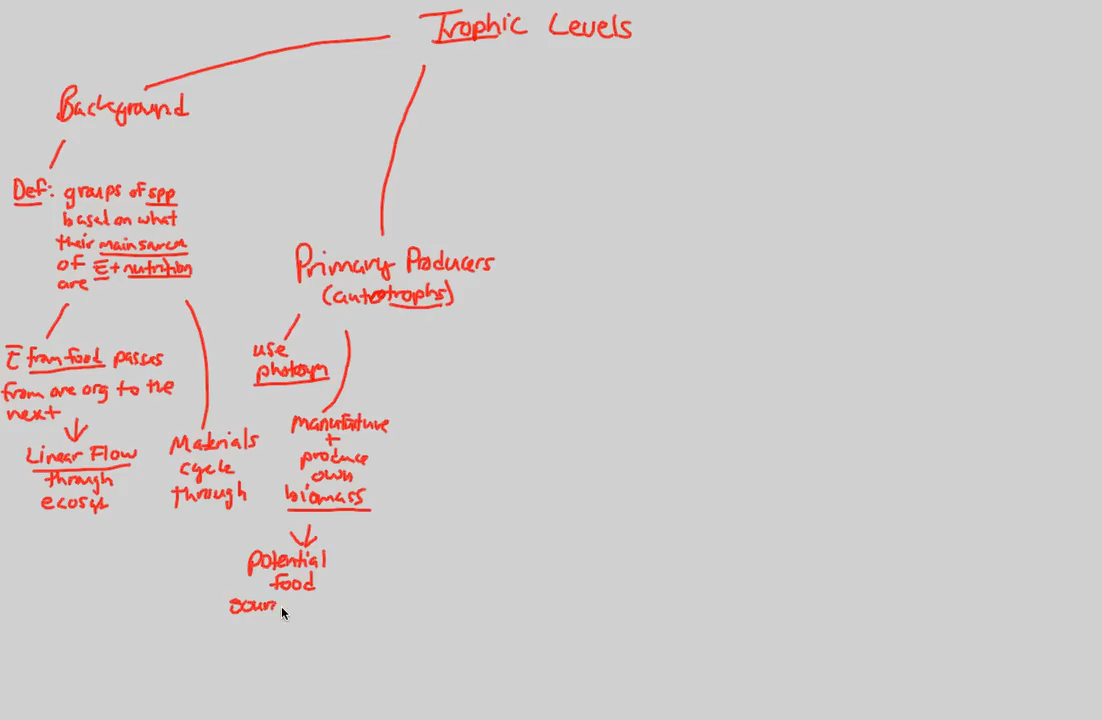 Trophic Levels
Background
Def: groups of spp
based on what
their main source
of E + nutrition
are
E from food passes
from one org to the
next
Linear Flow
through
ecosys
Materials
cycle
through
Primary Producers
(autotrophs)
use
photosyn
manufacture
+
produce
own
biomass
potential
food
sour